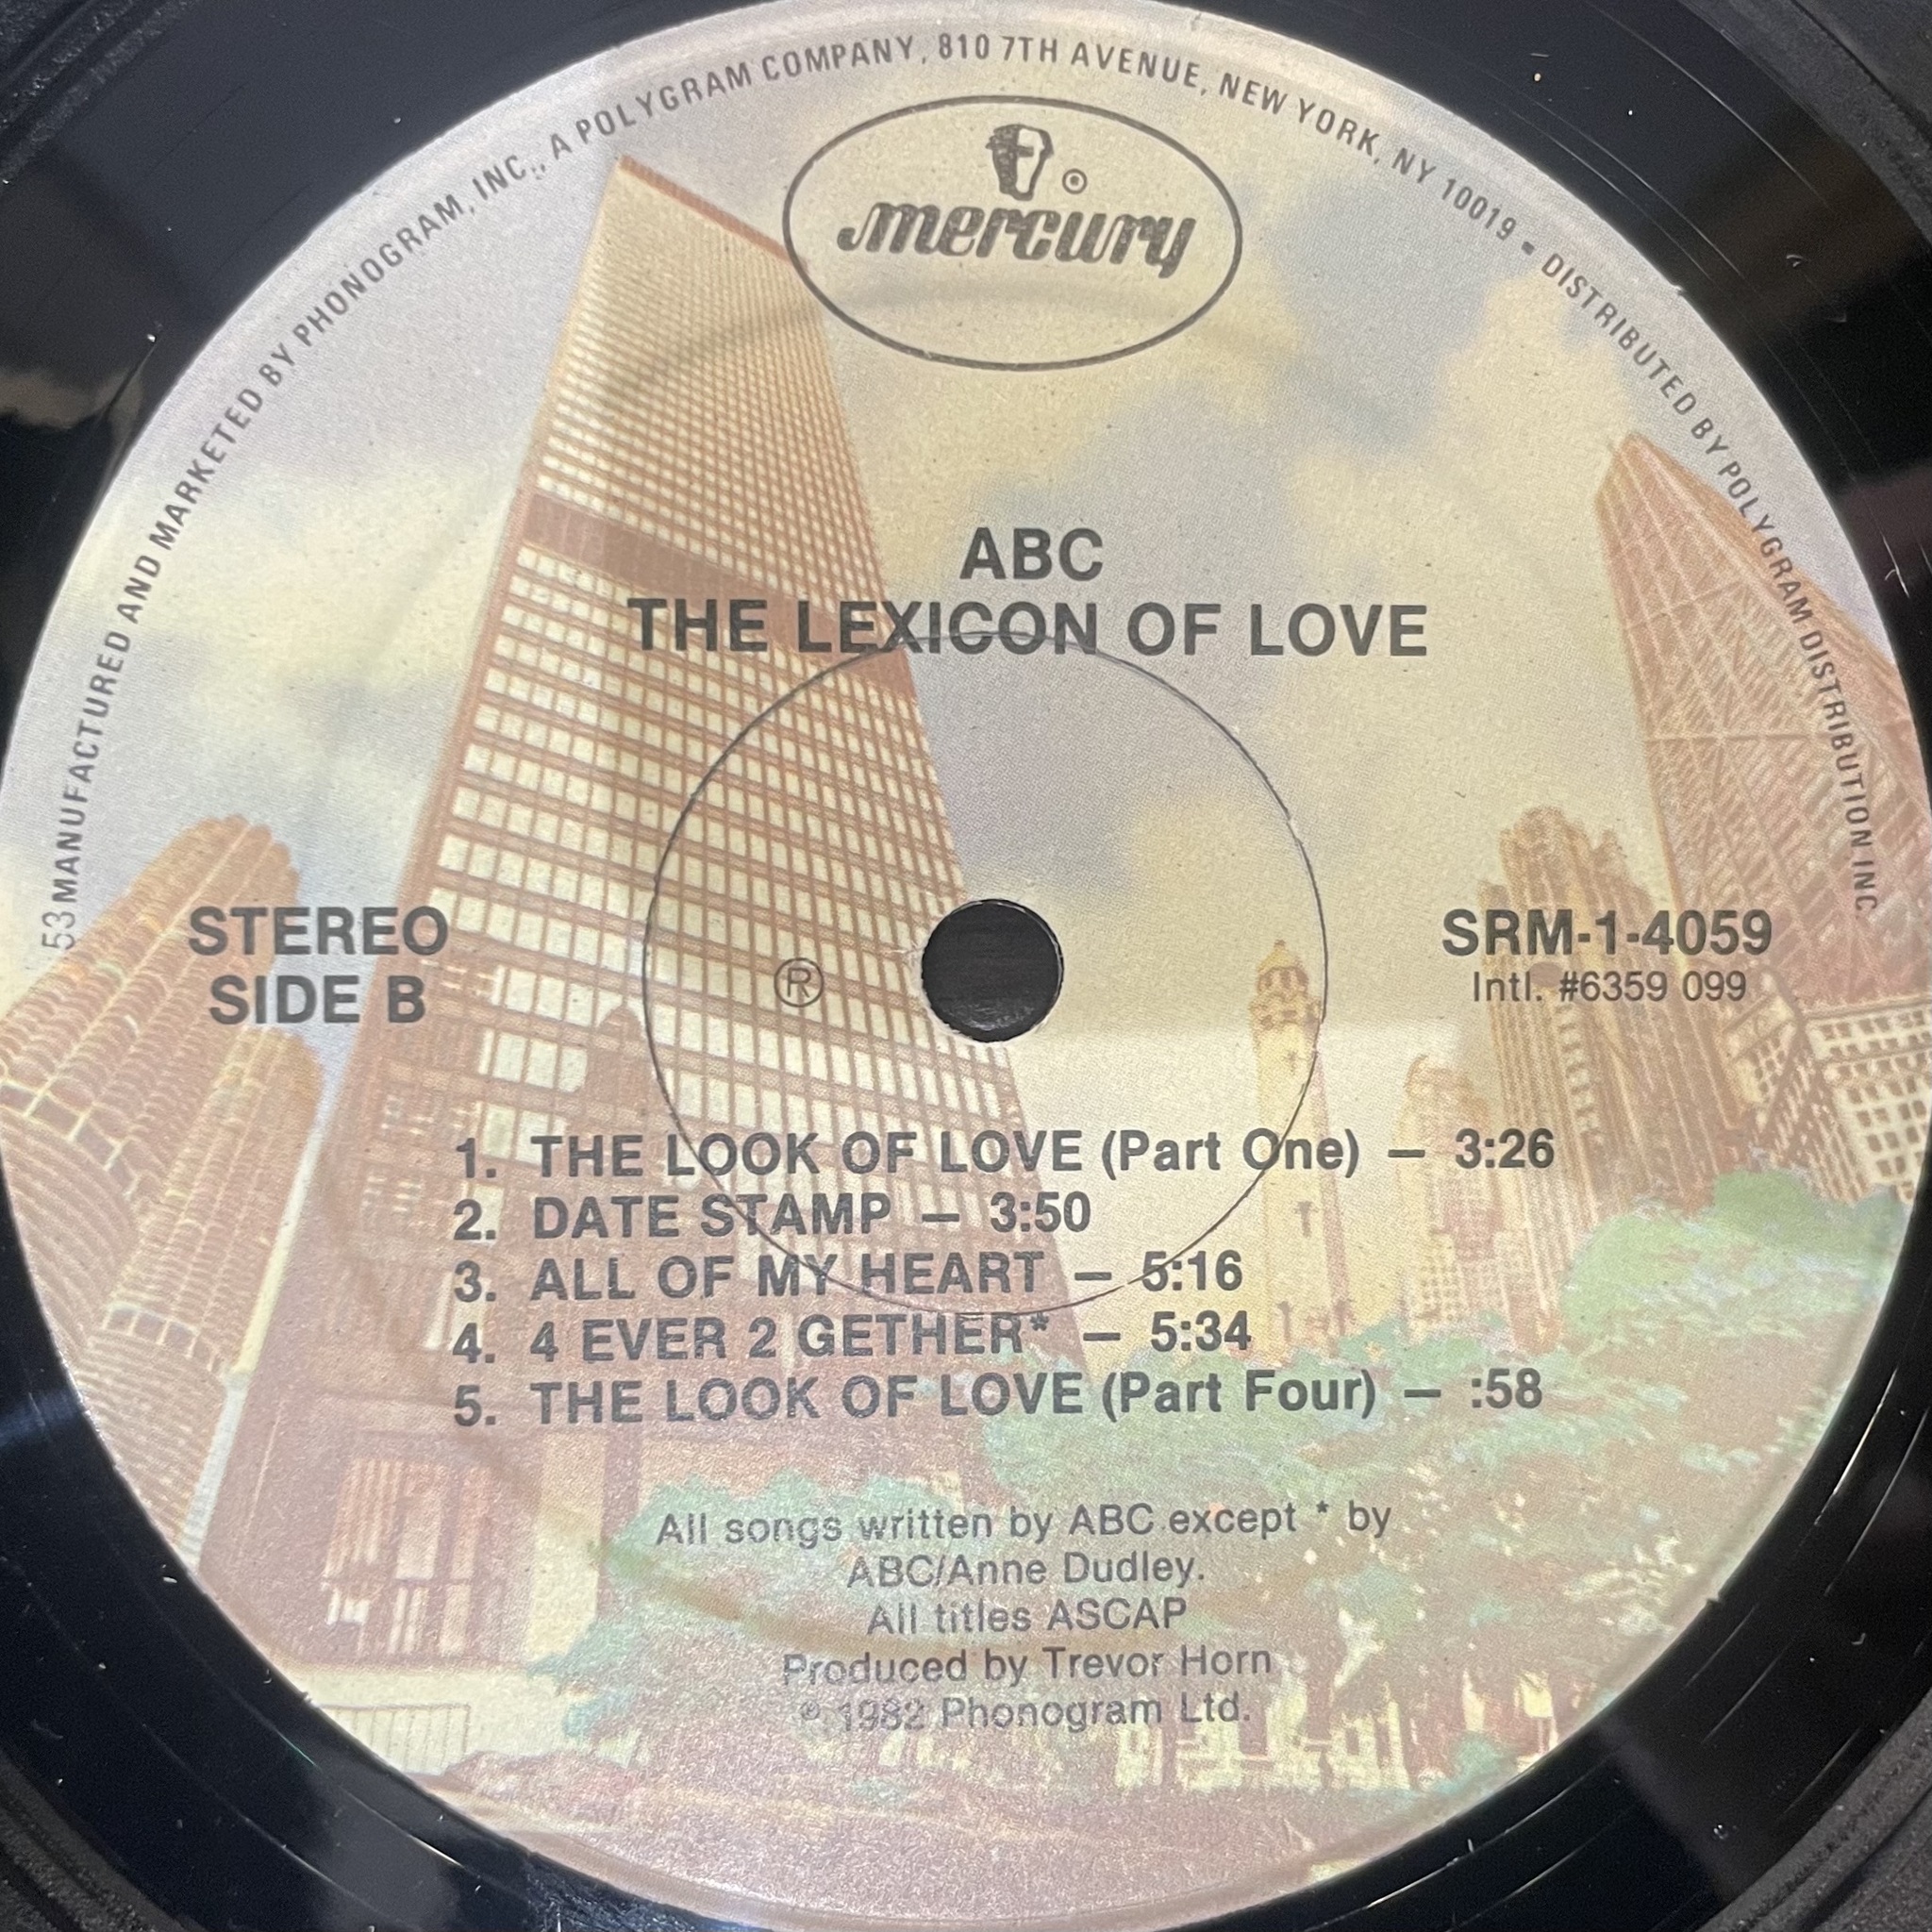 53 MANUFACTURED AND MARKETED BY PHONOGRAM, INC., A POLYGRAM COMPANY, 810 7TH AVENUE, NEW YORK, NY 10019 • DISTRIBUTED BY POLYGRAM DISTRIBUTION INC.
®
mercury
ABC
THE LEXICON OF LOVE
STEREO
SIDE B
®
SRM-1-4059
Intl. #6359 099
1. THE LOOK OF LOVE (Part One) — 3:26
2. DATE STAMP — 3:50
3. ALL OF MY HEART — 5:16
4. 4 EVER 2 GETHER* — 5:34
5. THE LOOK OF LOVE (Part Four) — :58
All songs written by ABC except * by
ABC/Anne Dudley.
All titles ASCAP
Produced by Trevor Horn
℗ 1982 Phonogram Ltd.